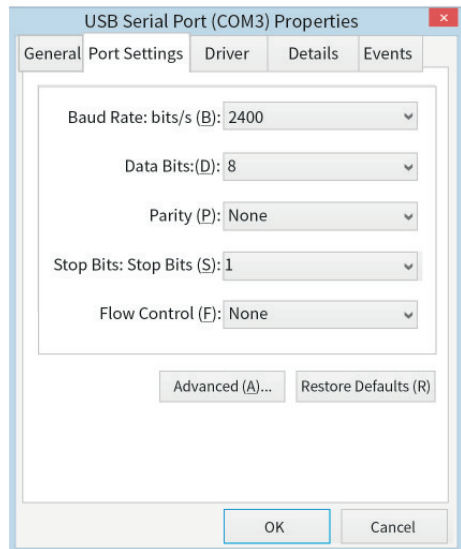 USB Serial Port (COM3) Properties
General Port Settings Driver Details Events
Baud Rate: bits/s (B): 2400
Data Bits:(D): 8
Parity (P): None
Stop Bits: Stop Bits (S): 1
Flow Control (F): None
Advanced (A)... Restore Defaults (R)
OK Cancel